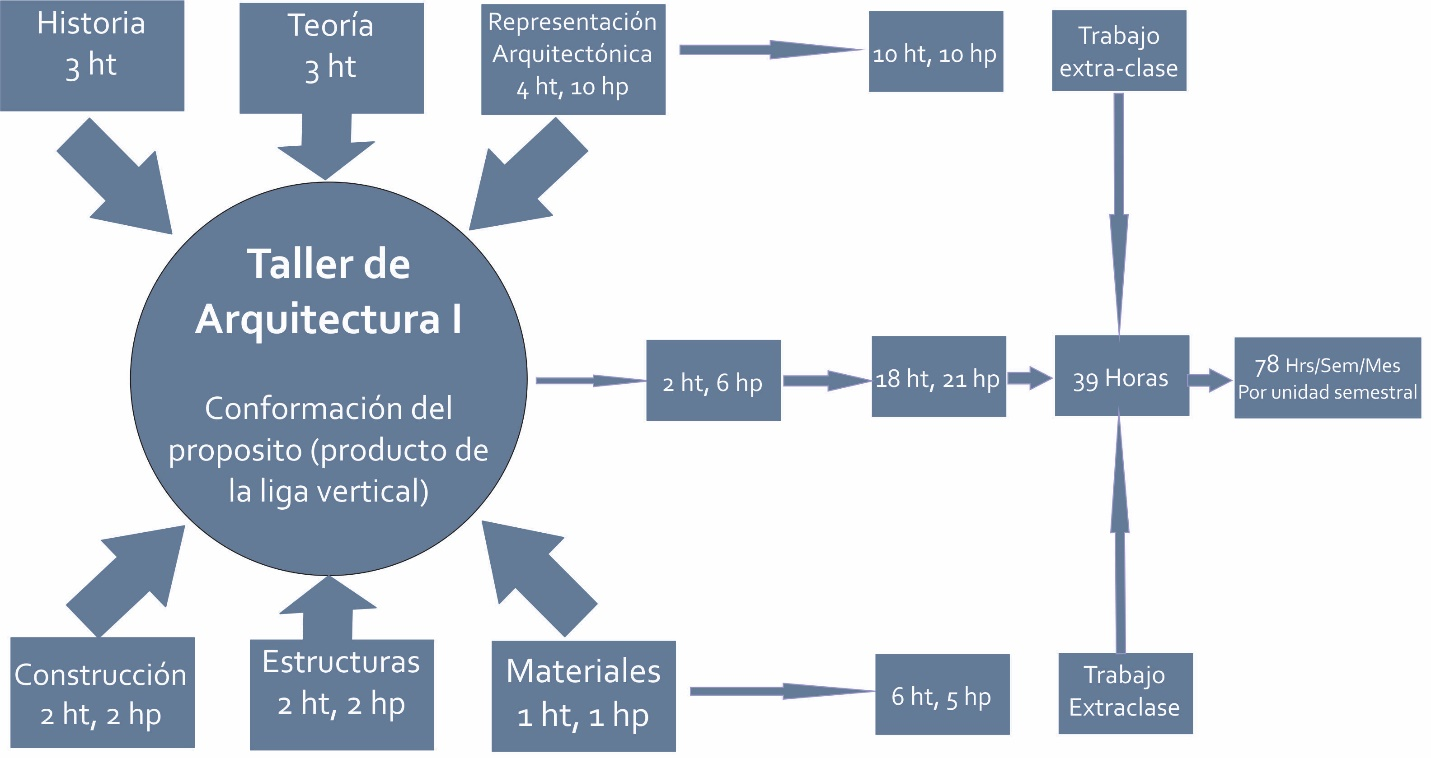 Historia
3 ht
Teoría
3 ht
Representación
Arquitectónica
4 ht, 10 hp
10 ht, 10 hp
Trabajo
extra-clase
Taller de
Arquitectura I
Conformación del
proposito (producto de
la liga vertical)
2 ht, 6 hp
18 ht, 21 hp
39 Horas
78 Hrs/Sem/Mes
Por unidad semestral
Construcción
2 ht, 2 hp
Estructuras
2 ht, 2 hp
Materiales
1 ht, 1 hp
6 ht, 5 hp
Trabajo
Extraclase